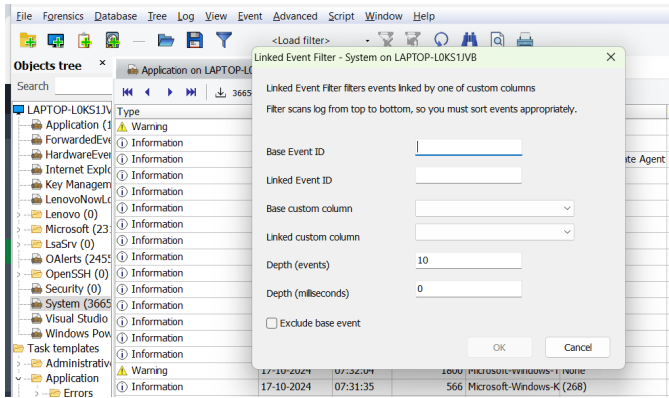 File Forensics Database Tree Log View Event Advanced Script Window Help
<Load filter>
Objects tree ×
Application on LAPTOP-L0
Search
3665
LAPTOP-L0KS1JV
Application (1
ForwardedEve
HardwareEver
Internet Explo
Key Managem
LenovoNowLo
Lenovo (0)
Microsoft (23:
LsaSrv (0)
OAlerts (2455
OpenSSH (0)
Security (0)
System (3665
Visual Studio
Windows Pow
Task templates
Administrative
Application
Errors
Type
Warning
Information
Information
Information
Information
Information
Information
Information
Information
Information
Information
Information
Information
Information
Information
Warning
17-10-2024 07:32:04 1800 Microsoft-Windows-T None
Information 17-10-2024 07:31:35 566 Microsoft-Windows-K (268)
te Agent
Linked Event Filter - System on LAPTOP-L0KS1JVB
Linked Event Filter filters events linked by one of custom columns
Filter scans log from top to bottom, so you must sort events appropriately.
Base Event ID
Linked Event ID
Base custom column
Linked custom column
Depth (events) 10
Depth (miliseconds) 0
Exclude base event
OK Cancel